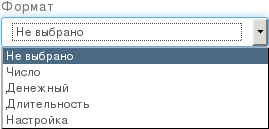 Формат
Не выбрано
Не выбрано
Число
Денежный
Длительность
Настройка